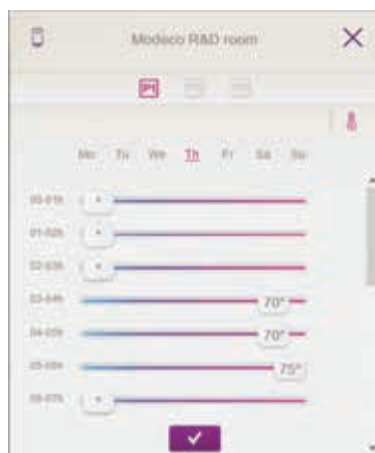 Modeco R&D room
P1
Mo Tu We Th Fr Sa Su
00-01h
01-02h
02-03h
03-04h 70°
04-05h 70°
05-06h 75°
06-07h